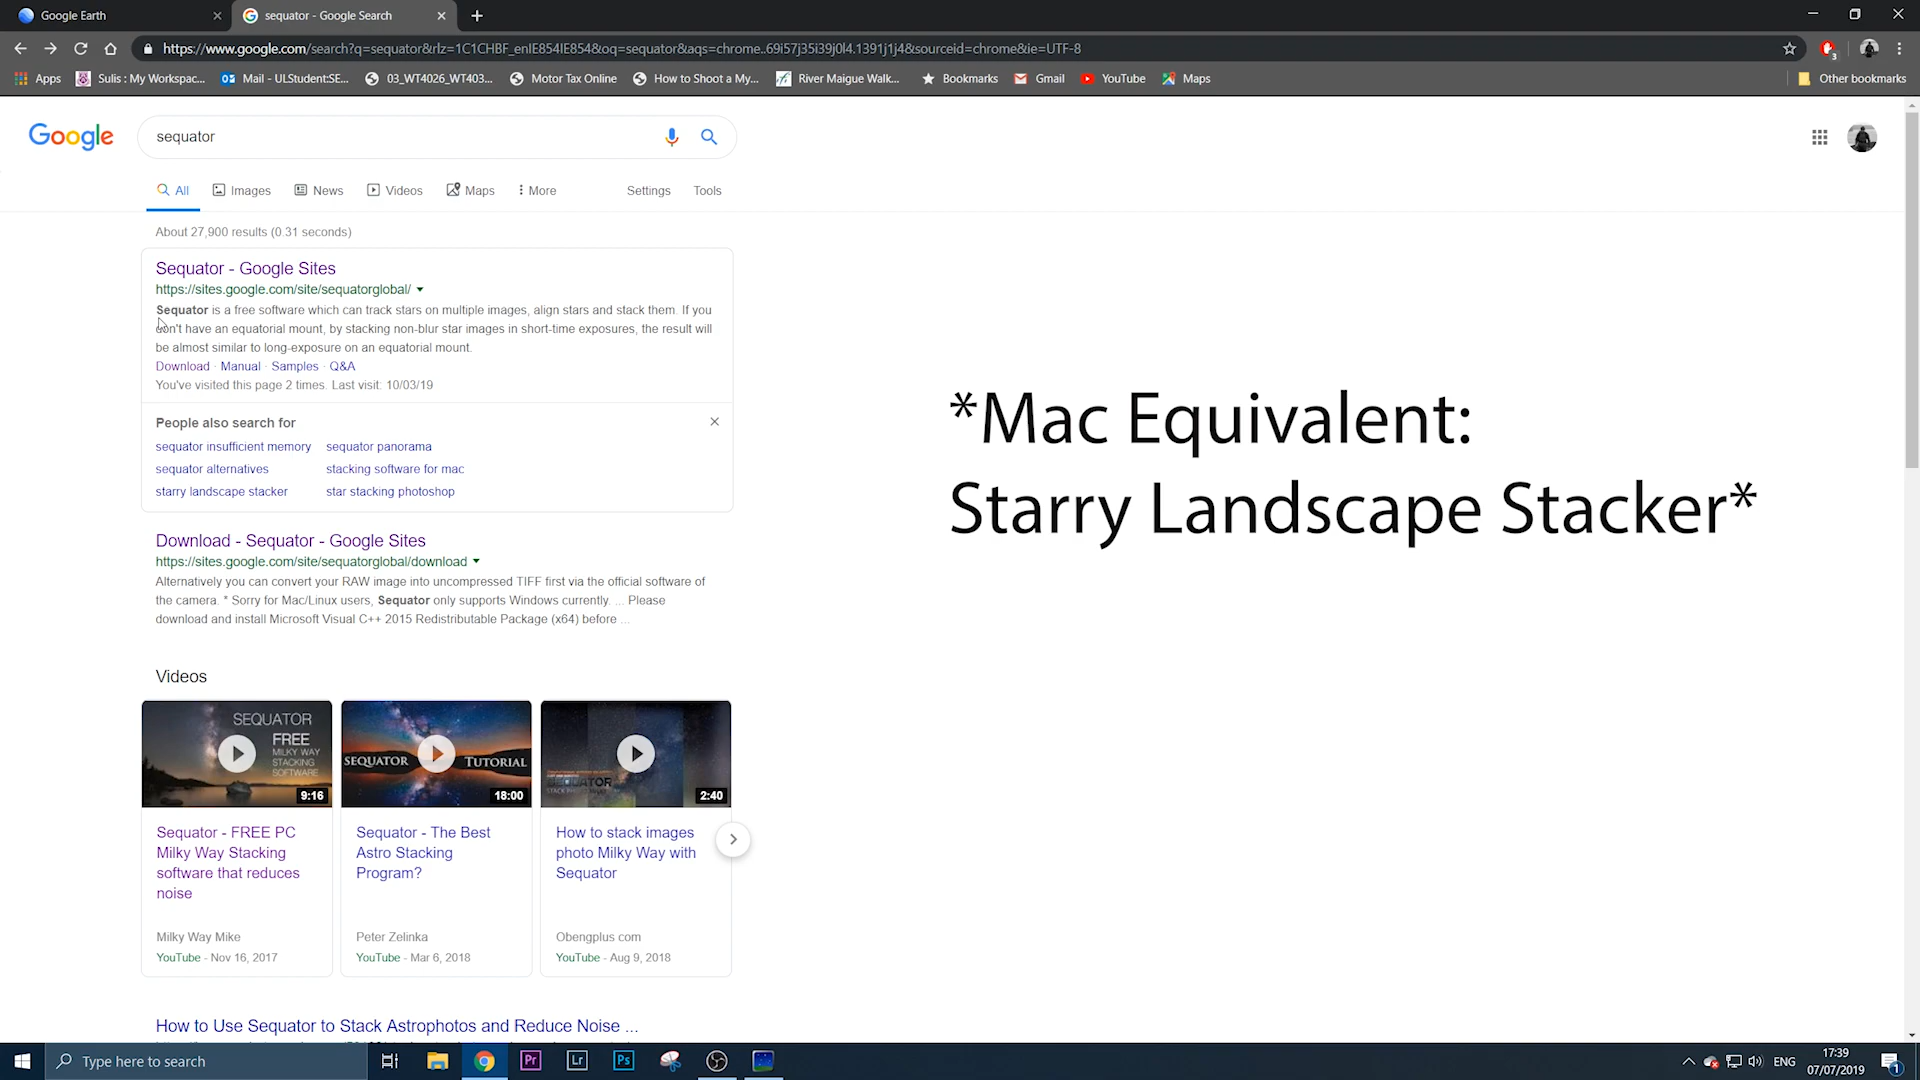 Google Earth
sequator - Google Search
https://www.google.com/search?q=sequator&rlz=1C1CHBF_enIE854IE854&oq=sequator&aqs=chrome..69i57j35i39j0l4.1391j1j4&sourceid=chrome&ie=UTF-8
3
Apps
Sulis : My Workspac...
Mail - ULStudent:SE...
03_WT4026_WT403...
Motor Tax Online
How to Shoot a My...
River Maigue Walk...
Bookmarks
Gmail
YouTube
Maps
Other bookmarks
Google
sequator
All
Images
News
Videos
Maps
More
Settings
Tools
About 27,900 results (0.31 seconds)
Sequator - Google Sites
https://sites.google.com/site/sequatorglobal/
Sequator is a free software which can track stars on multiple images, align stars and stack them. If you
don't have an equatorial mount, by stacking non-blur star images in short-time exposures, the result will
be almost similar to long-exposure on an equatorial mount.
Download · Manual · Samples · Q&A
You've visited this page 2 times. Last visit: 10/03/19
People also search for
sequator insufficient memory
sequator panorama
sequator alternatives
stacking software for mac
starry landscape stacker
star stacking photoshop
*Mac Equivalent:
Starry Landscape Stacker*
Download - Sequator - Google Sites
https://sites.google.com/site/sequatorglobal/download
Alternatively you can convert your RAW image into uncompressed TIFF first via the official software of
the camera. * Sorry for Mac/Linux users, Sequator only supports Windows currently. ... Please
download and install Microsoft Visual C++ 2015 Redistributable Package (x64) before ...
Videos
SEQUATOR
FREE
MILKY WAY
STACKING
SOFTWARE
9:16
SEQUATOR TUTORIAL
18:00
2:40
Sequator - FREE PC
Milky Way Stacking
software that reduces
noise
Milky Way Mike
YouTube - Nov 16, 2017
Sequator - The Best
Astro Stacking
Program?
Peter Zelinka
YouTube - Mar 6, 2018
How to stack images
photo Milky Way with
Sequator
Obengplus com
YouTube - Aug 9, 2018
How to Use Sequator to Stack Astrophotos and Reduce Noise ...
Type here to search
Pr
Lr
Ps
ENG
17:39
07/07/2019
1